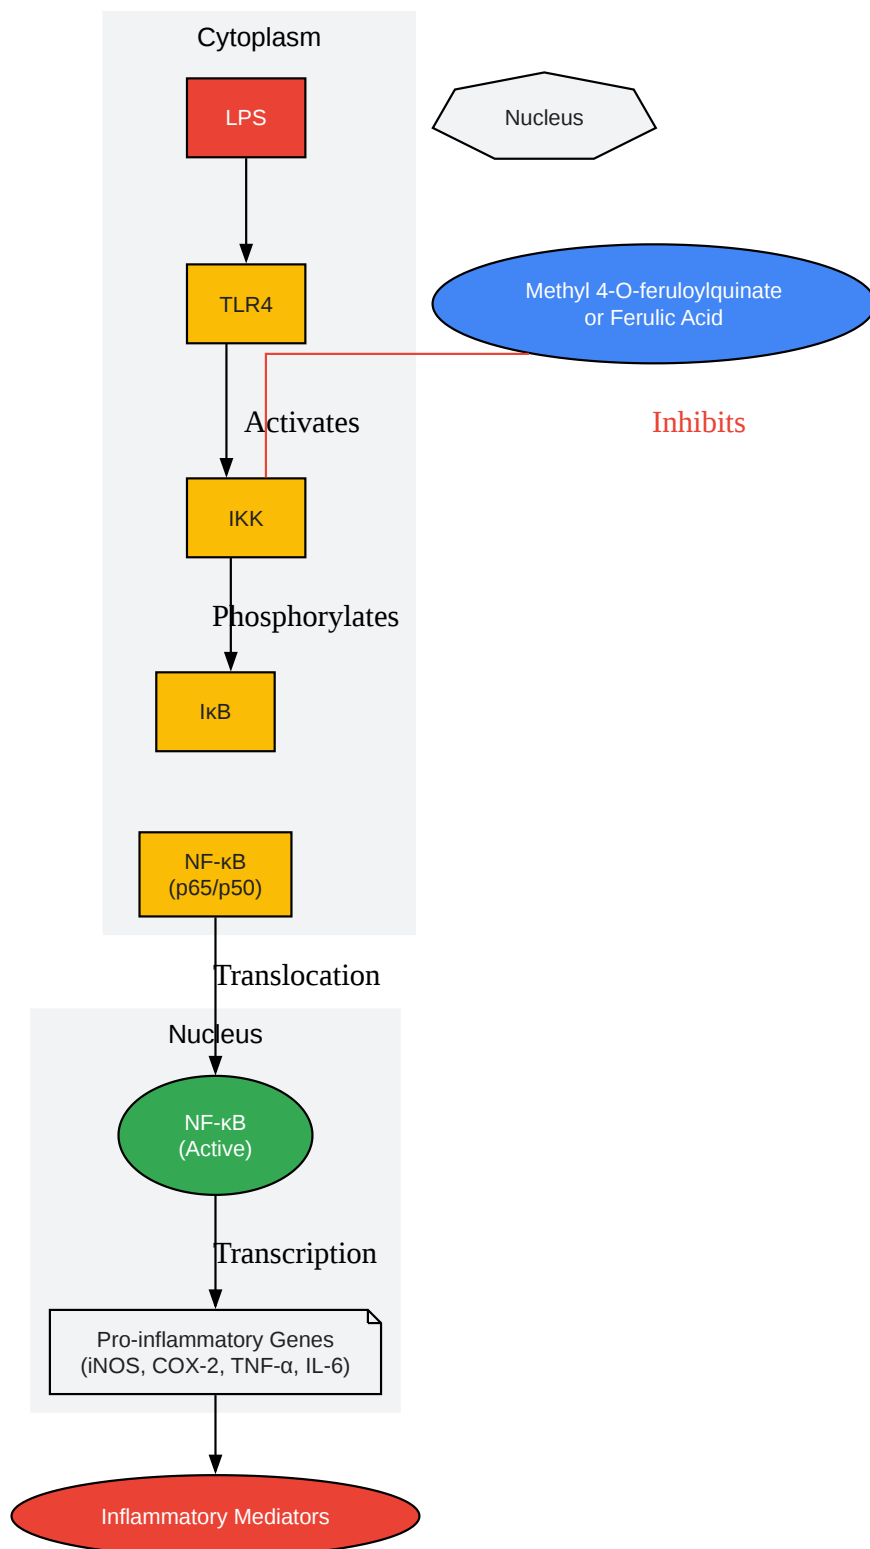 Cytoplasm
LPS
Nucleus
TLR4
Methyl 4-O-feruloylquinate
or Ferulic Acid
Activates
Inhibits
IKK
Phosphorylates
IκB
NF-κB
(p65/p50)
Translocation
Nucleus
NF-κB
(Active)
Transcription
Pro-inflammatory Genes
(iNOS, COX-2, TNF-α, IL-6)
Inflammatory Mediators